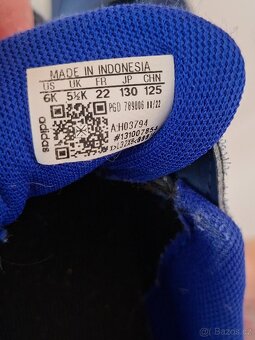 MADE IN INDONESIA
US UK FR JP CHN
6K 5½K 22 130 125
adidas
PGD 789006 08/22
A:H03794
Bazos.cz